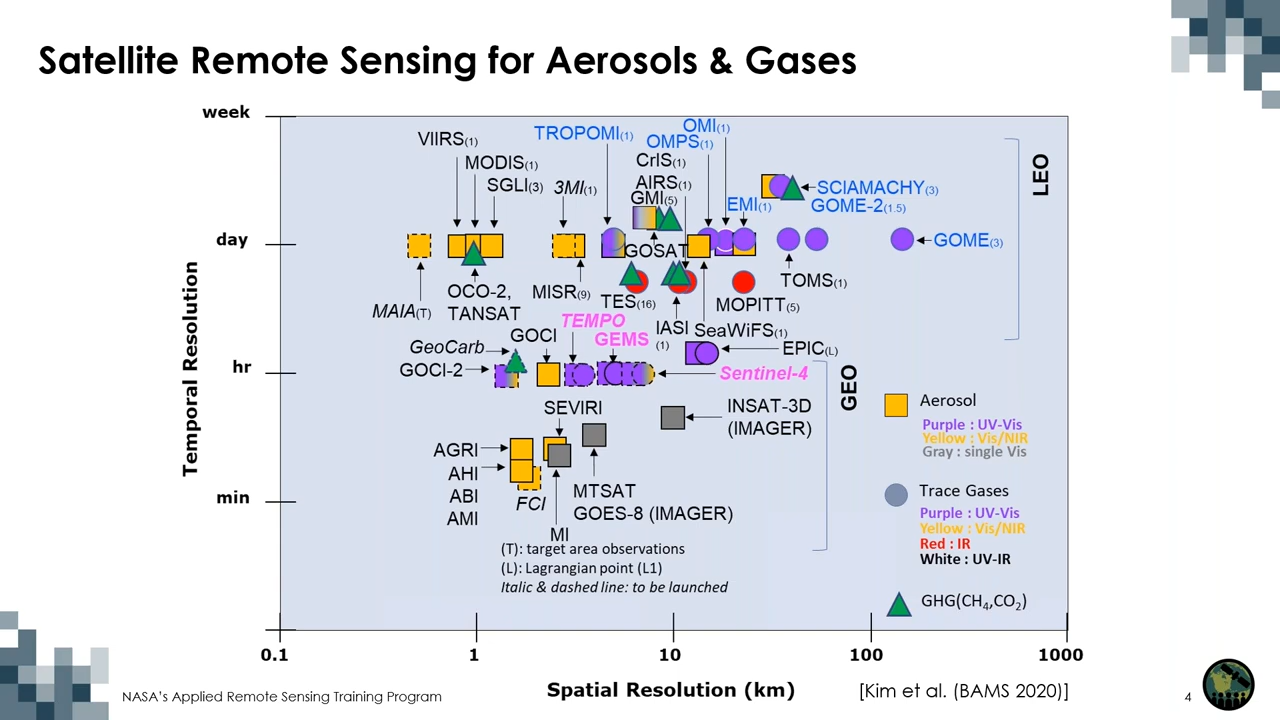 Satellite Remote Sensing for Aerosols & Gases
week
day
hr
min
Temporal Resolution
VIIRS(1)
MODIS(1)
SGLI(3)
3MI(1)
TROPOMI(1)
OMI(1)
OMPS(1)
CrIS(1)
AIRS(1)
GMI(5)
EMI(1)
SCIAMACHY(3)
GOME-2(1.5)
GOME(3)
LEO
GOSAT
MAIA(T)
OCO-2,
TANSAT
MISR(9)
TES(16)
IASI
(1)
SeaWiFS(1)
MOPITT(5)
TOMS(1)
TEMPO
GEMS
GOCI
GeoCarb
GOCI-2
EPIC(L)
Sentinel-4
GEO
SEVIRI
INSAT-3D
(IMAGER)
AGRI
AHI
ABI
AMI
FCI
MI
MTSAT
GOES-8 (IMAGER)
(T): target area observations
(L): Lagrangian point (L1)
Italic & dashed line: to be launched
Aerosol
Purple : UV-Vis
Yellow : Vis/NIR
Gray : single Vis
Trace Gases
Purple : UV-Vis
Yellow : Vis/NIR
Red : IR
White : UV-IR
GHG(CH4,CO2)
0.1
1
10
100
1000
Spatial Resolution (km)
[Kim et al. (BAMS 2020)]
NASA's Applied Remote Sensing Training Program
4